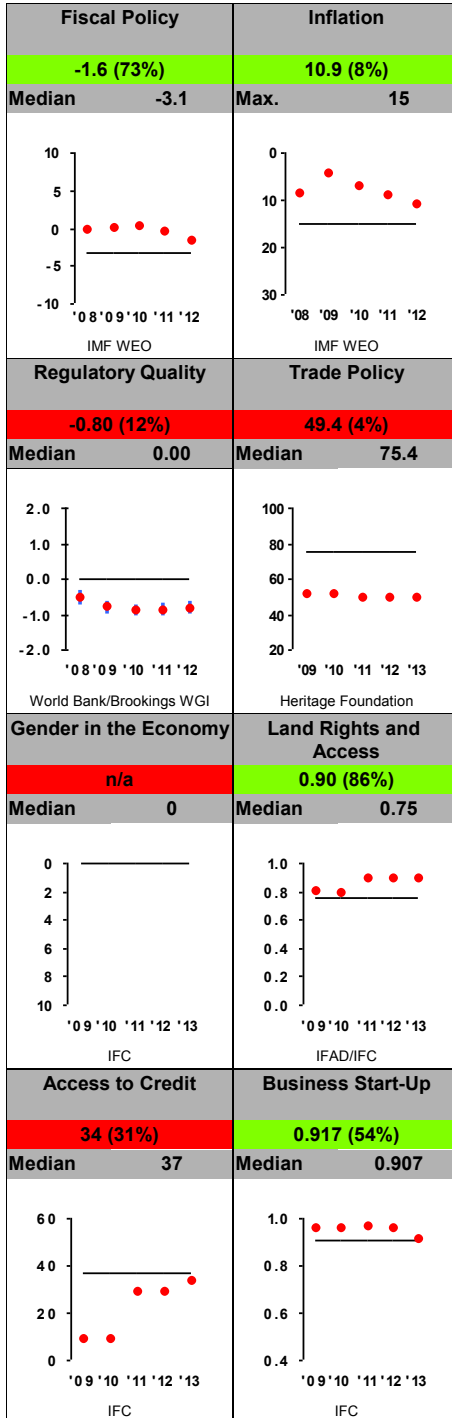 Fiscal Policy
-1.6 (73%)
Median -3.1
10
5
0
-5
-10
'08 '09 '10 '11 '12
IMF WEO
Inflation
10.9 (8%)
Max. 15
0
10
20
30
'08 '09 '10 '11 '12
IMF WEO
Regulatory Quality
-0.80 (12%)
Median 0.00
2.0
1.0
0.0
-1.0
-2.0
'08 '09 '10 '11 '12
World Bank/Brookings WGI
Trade Policy
49.4 (4%)
Median 75.4
100
80
60
40
20
'09 '10 '11 '12 '13
Heritage Foundation
Gender in the Economy
n/a
Median 0
0
2
4
6
8
10
'09 '10 '11 '12 '13
IFC
Land Rights and
Access
0.90 (86%)
Median 0.75
1.0
0.8
0.6
0.4
0.2
0.0
'09 '10 '11 '12 '13
IFAD/IFC
Access to Credit
34 (31%)
Median 37
60
40
20
0
'09 '10 '11 '12 '13
IFC
Business Start-Up
0.917 (54%)
Median 0.907
1.0
0.8
0.6
0.4
'09 '10 '11 '12 '13
IFC